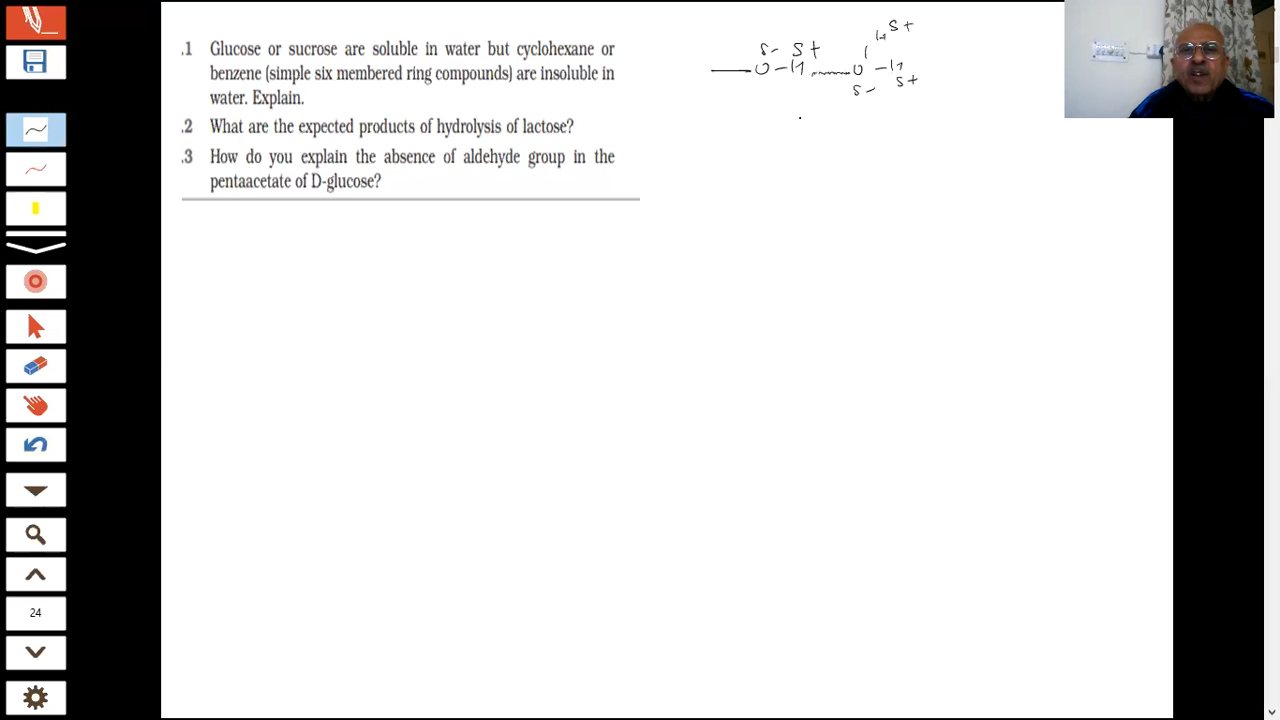 .1 Glucose or sucrose are soluble in water but cyclohexane or
benzene (simple six membered ring compounds) are insoluble in
water. Explain.
.2 What are the expected products of hydrolysis of lactose?
.3 How do you explain the absence of aldehyde group in the
pentaacetate of D-glucose?
H δ+
δ- δ+
O-H O-H
δ- δ+
24